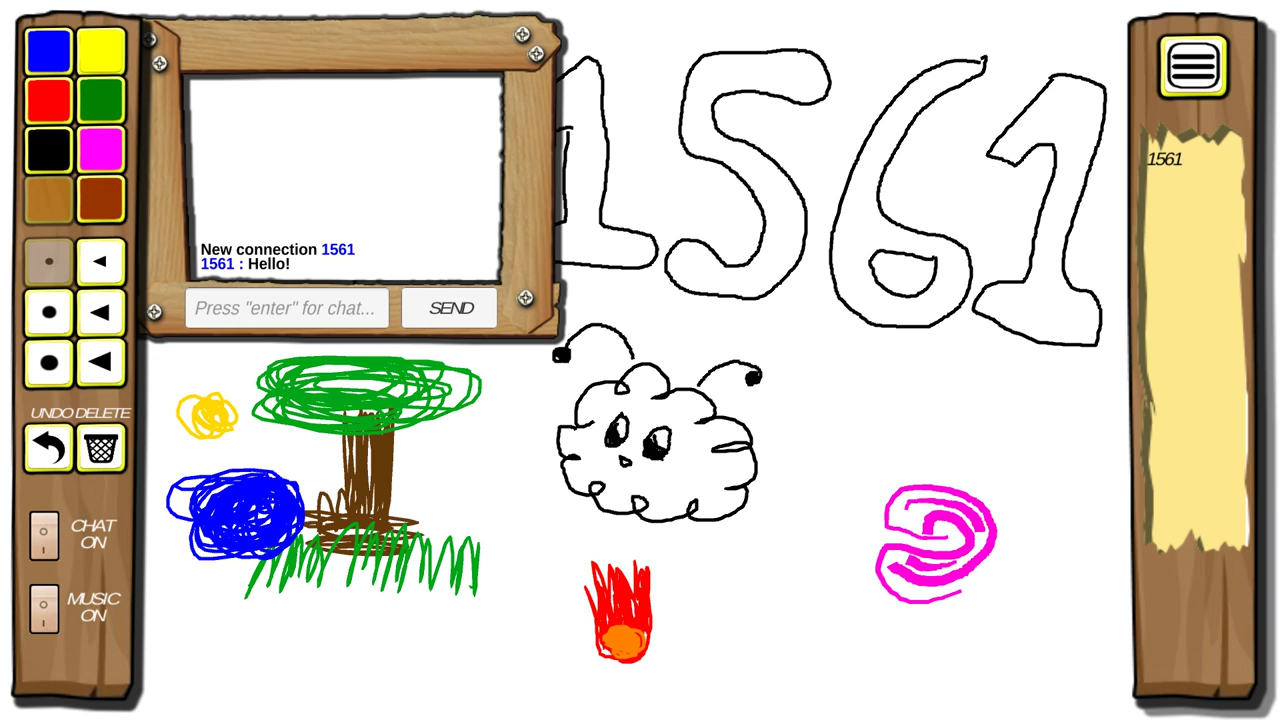 1561
1561
New connection 1561
1561 : Hello!
Press "enter" for chat...
SEND
UNDO DELETE
CHAT
ON
MUSIC
ON